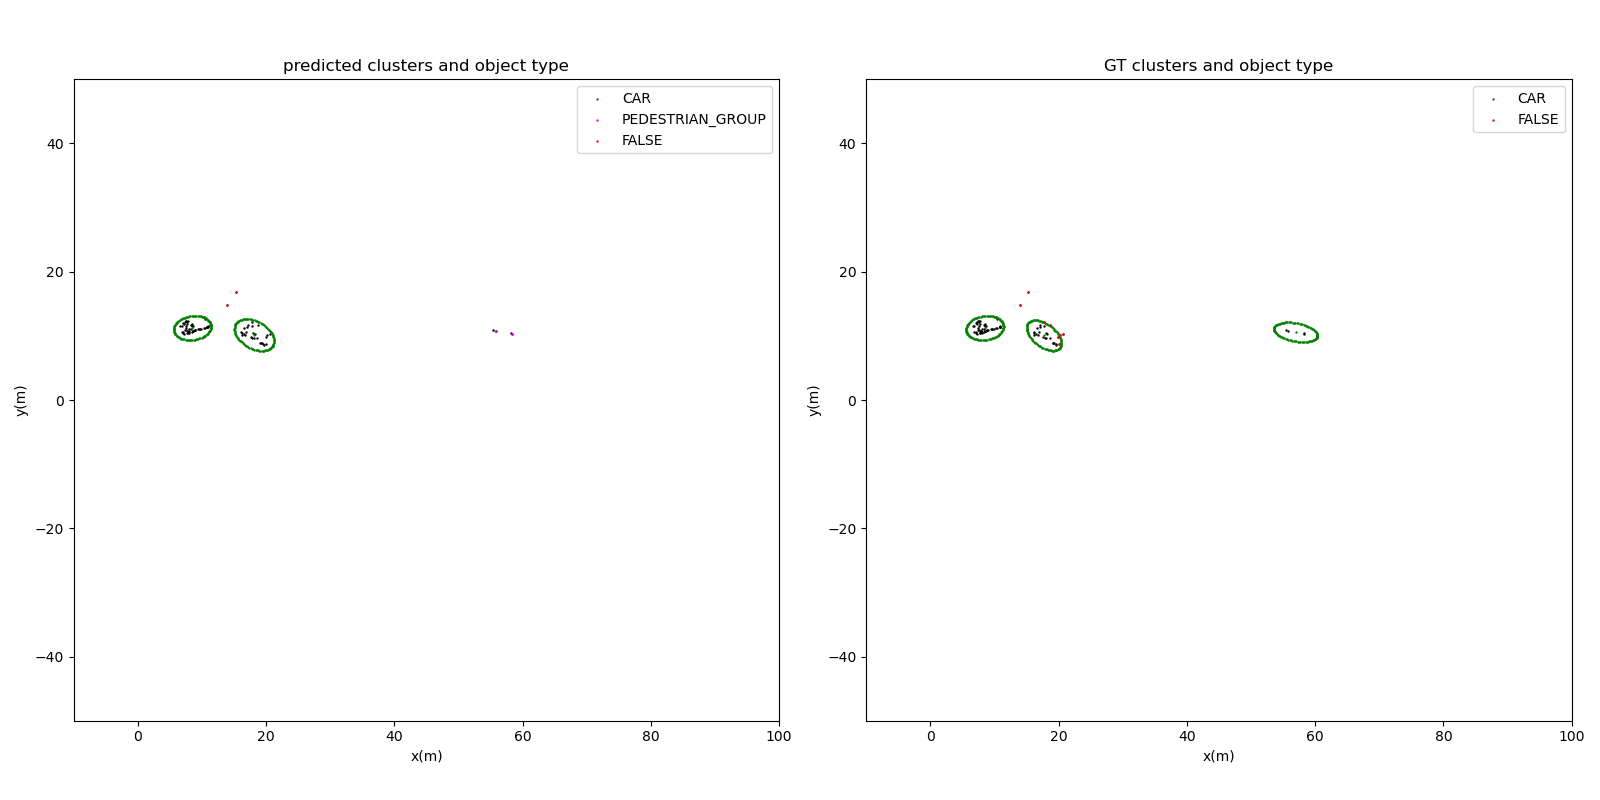 predicted clusters and object type
CAR
PEDESTRIAN_GROUP
FALSE
40
20
0
−20
−40
y(m)
0
20
40
60
80
100
x(m)
GT clusters and object type
CAR
FALSE
40
20
0
−20
−40
y(m)
0
20
40
60
80
100
x(m)